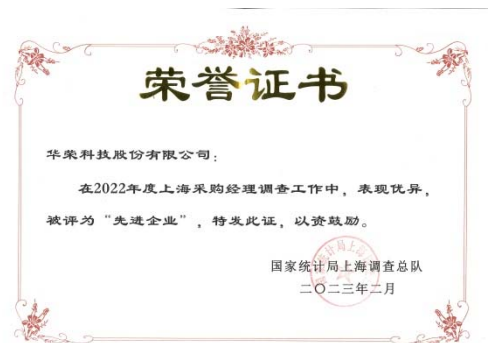 荣誉证书
华荣科技股份有限公司：
在2022年度上海采购经理调查工作中，表现优异，
被评为“先进企业”，特发此证，以资鼓励。
国家统计局上海调查总队
二〇二三年二月